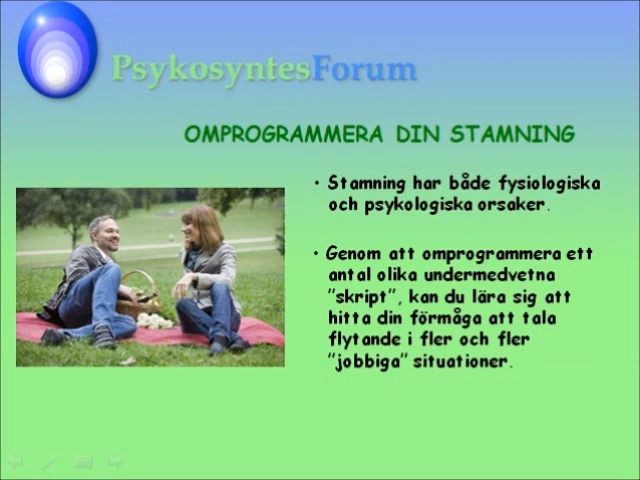 PsykosyntesForum
OMPROGRAMMERA DIN STAMNING
• Stamning har både fysiologiska
och psykologiska orsaker.
• Genom att omprogrammera ett
antal olika undermedvetna
"skript", kan du lära sig att
hitta din förmåga att tala
flytande i fler och fler
"jobbiga" situationer.